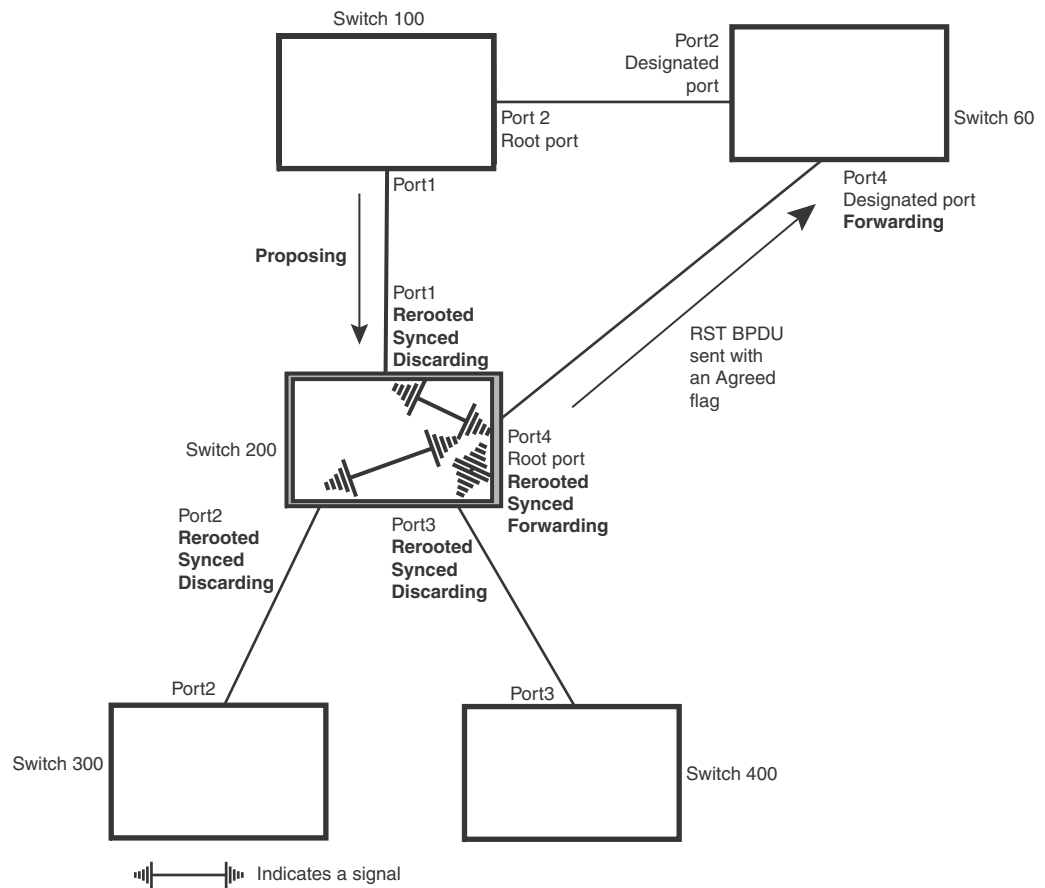 Switch 100
Port2
Designated
port
Port 2
Root port
Switch 60
Port1
Port4
Designated port
Forwarding
Proposing
Port1
Rerooted
Synced
Discarding
RST BPDU
sent with
an Agreed
flag
Switch 200
Port4
Root port
Rerooted
Synced
Forwarding
Port2
Rerooted
Synced
Discarding
Port3
Rerooted
Synced
Discarding
Port2
Port3
Switch 300
Switch 400
Indicates a signal